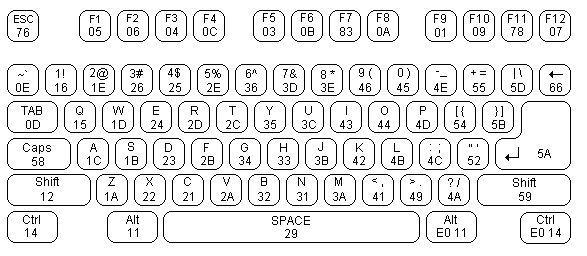 ESC F1 F2 F3 F4 F5 F6 F7 F8 F9 F10 F11 F12
76 05 06 04 0C 03 0B 83 0A 01 09 78 07
~` 1! 2@ 3# 4$ 5% 6^ 7& 8* 9( 0) -_ =+ |\ ←
0E 16 1E 26 25 2E 36 3D 3E 46 45 4E 55 5D 66
TAB Q W E R T Y U I O P [{ }]
0D 15 1D 24 2D 2C 35 3C 43 44 4D 54 5B
Caps A S D F G H J K L ; : " ' ↵ 5A
58 1C 1B 23 2B 34 33 3B 42 4B 4C 52
Shift Z X C V B N M < , > . ? / Shift
12 1A 22 21 2A 32 31 3A 41 49 4A 59
Ctrl Alt SPACE Alt Ctrl
14 11 29 E0 11 E0 14